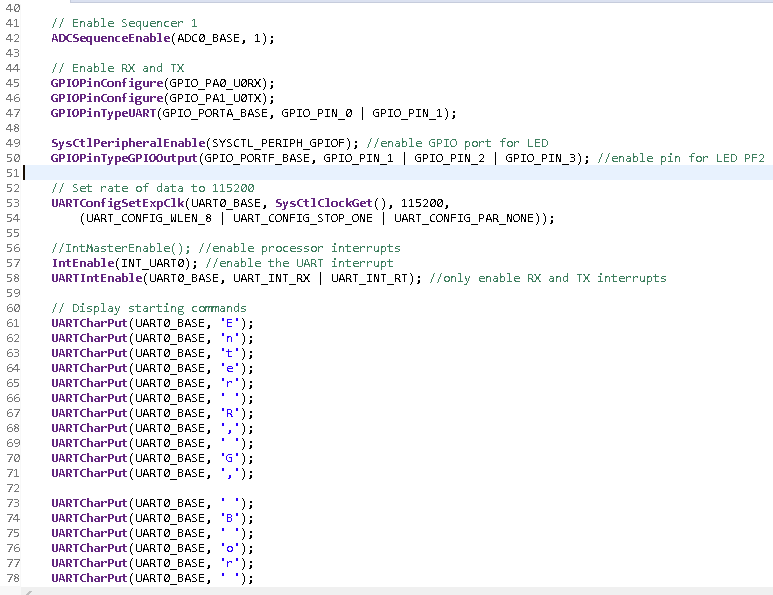 40
41 // Enable Sequencer 1
42 ADCSequenceEnable(ADC0_BASE, 1);
43
44 // Enable RX and TX
45 GPIOPinConfigure(GPIO_PA0_U0RX);
46 GPIOPinConfigure(GPIO_PA1_U0TX);
47 GPIOPinTypeUART(GPIO_PORTA_BASE, GPIO_PIN_0 | GPIO_PIN_1);
48
49 SysCtlPeripheralEnable(SYSCTL_PERIPH_GPIOF); //enable GPIO port for LED
50 GPIOPinTypeGPIOOutput(GPIO_PORTF_BASE, GPIO_PIN_1 | GPIO_PIN_2 | GPIO_PIN_3); //enable pin for LED PF2
51
52 // Set rate of data to 115200
53 UARTConfigSetExpClk(UART0_BASE, SysCtlClockGet(), 115200,
54 (UART_CONFIG_WLEN_8 | UART_CONFIG_STOP_ONE | UART_CONFIG_PAR_NONE));
55
56 //IntMasterEnable(); //enable processor interrupts
57 IntEnable(INT_UART0); //enable the UART interrupt
58 UARTIntEnable(UART0_BASE, UART_INT_RX | UART_INT_RT); //only enable RX and TX interrupts
59
60 // Display starting commands
61 UARTCharPut(UART0_BASE, 'E');
62 UARTCharPut(UART0_BASE, 'n');
63 UARTCharPut(UART0_BASE, 't');
64 UARTCharPut(UART0_BASE, 'e');
65 UARTCharPut(UART0_BASE, 'r');
66 UARTCharPut(UART0_BASE, ' ');
67 UARTCharPut(UART0_BASE, 'R');
68 UARTCharPut(UART0_BASE, ',');
69 UARTCharPut(UART0_BASE, ' ');
70 UARTCharPut(UART0_BASE, 'G');
71 UARTCharPut(UART0_BASE, ',');
72
73 UARTCharPut(UART0_BASE, ' ');
74 UARTCharPut(UART0_BASE, 'B');
75 UARTCharPut(UART0_BASE, ' ');
76 UARTCharPut(UART0_BASE, 'o');
77 UARTCharPut(UART0_BASE, 'r');
78 UARTCharPut(UART0_BASE, ' ');